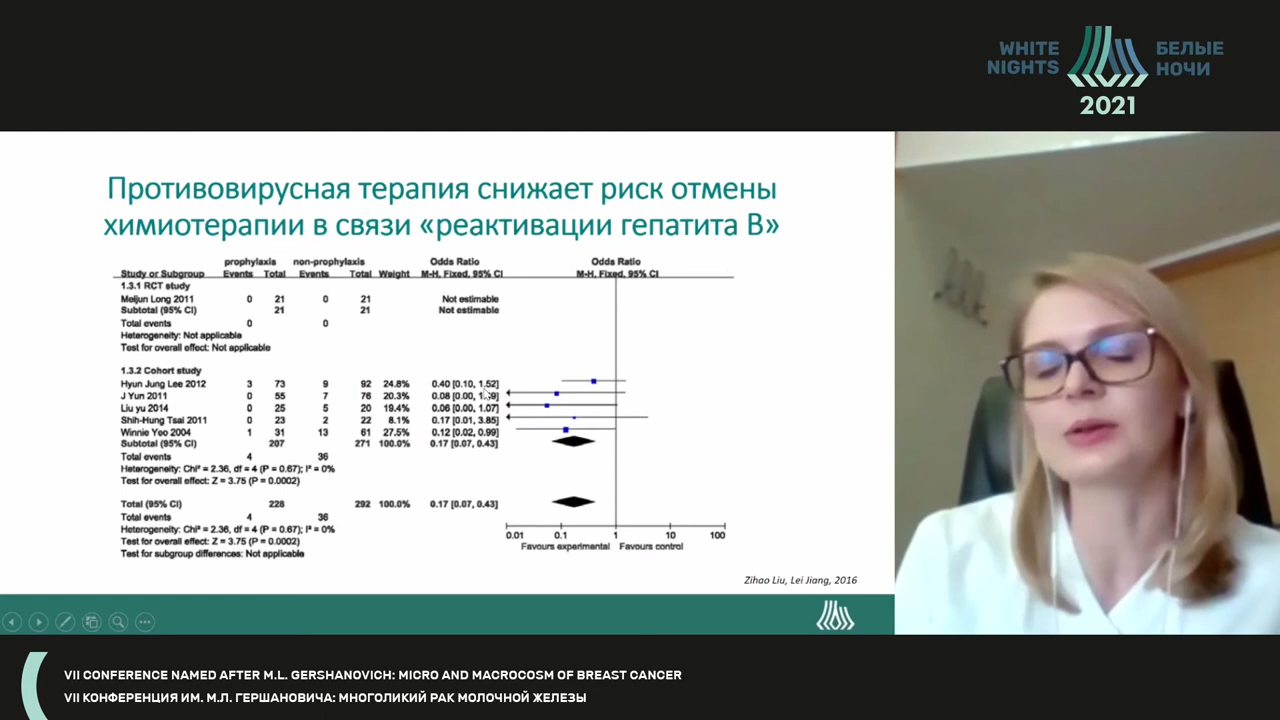 WHITE NIGHTS
БЕЛЫЕ НОЧИ
2021
Противовирусная терапия снижает риск отмены
химиотерапии в связи «реактивации гепатита В»
prophylaxis non-prophylaxis Odds Ratio Odds Ratio
Study or Subgroup Events Total Events Total Weight M-H, Fixed, 95% CI M-H, Fixed, 95% CI
1.3.1 RCT study
Meijun Long 2011 0 21 0 21 Not estimable
Subtotal (95% CI) 21 21 Not estimable
Total events 0 0
Heterogeneity: Not applicable
Test for overall effect: Not applicable
1.3.2 Cohort study
Hyun Jung Lee 2012 3 73 9 92 24.8% 0.40 [0.10, 1.52]
J Yun 2011 0 55 7 76 20.3% 0.08 [0.00,
Liu yu 2014 0 25 5 20 19.4% 0.06 [0.00, 1.07]
Shih-Hung Tsai 2011 0 23 2 22 8.1% 0.17 [0.01, 3.85]
Winnie Yeo 2004 1 31 13 61 27.5% 0.12 [0.02, 0.99]
Subtotal (95% CI) 207 271 100.0% 0.17 [0.07, 0.43]
Total events 4 36
Heterogeneity: Chi² = 2.36, df = 4 (P = 0.67); I² = 0%
Test for overall effect: Z = 3.75 (P = 0.0002)
Total (95% CI) 228 292 100.0% 0.17 [0.07, 0.43]
Total events 4 36
Heterogeneity: Chi² = 2.36, df = 4 (P = 0.67); I² = 0%
Test for overall effect: Z = 3.75 (P = 0.0002)
Test for subgroup differences: Not applicable
0.01 0.1 1 10 100
Favours experimental Favours control
Zihao Liu, Lei Jiang, 2016
VII CONFERENCE NAMED AFTER M.L. GERSHANOVICH: MICRO AND MACROCOSM OF BREAST CANCER
VII КОНФЕРЕНЦИЯ ИМ. М.Л. ГЕРШАНОВИЧА: МНОГОЛИКИЙ РАК МОЛОЧНОЙ ЖЕЛЕЗЫ